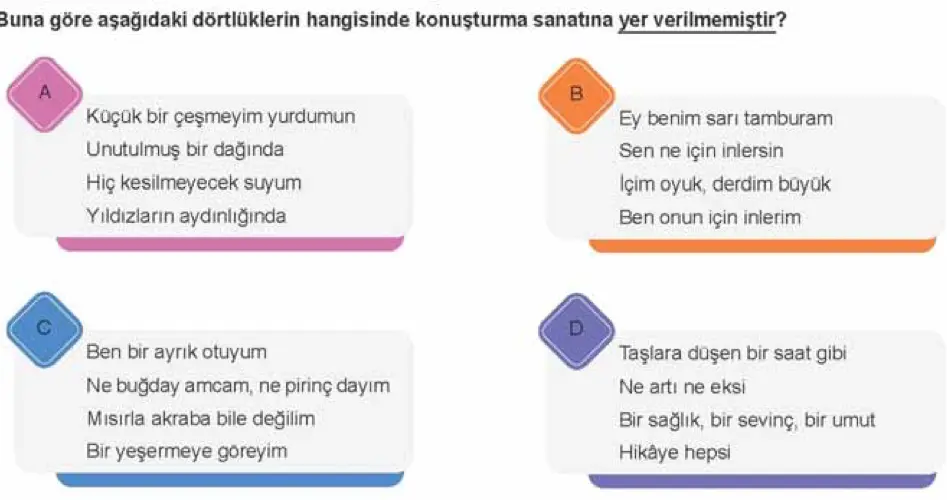 Buna göre aşağıdaki dörtlüklerin hangisinde konuşturma sanatına yer verilmemiştir?
A
Küçük bir çeşmeyim yurdumun
Unutulmuş bir dağında
Hiç kesilmeyecek suyum
Yıldızların aydınlığında
B
Ey benim sarı tamburam
Sen ne için inlersin
İçim oyuk, derdim büyük
Ben onun için inlerim
C
Ben bir ayrık otuyum
Ne buğday amcam, ne pirinç dayım
Mısırla akraba bile değilim
Bir yeşermeye göreyim
D
Taşlara düşen bir saat gibi
Ne artı ne eksi
Bir sağlık, bir sevinç, bir umut
Hikâye hepsi